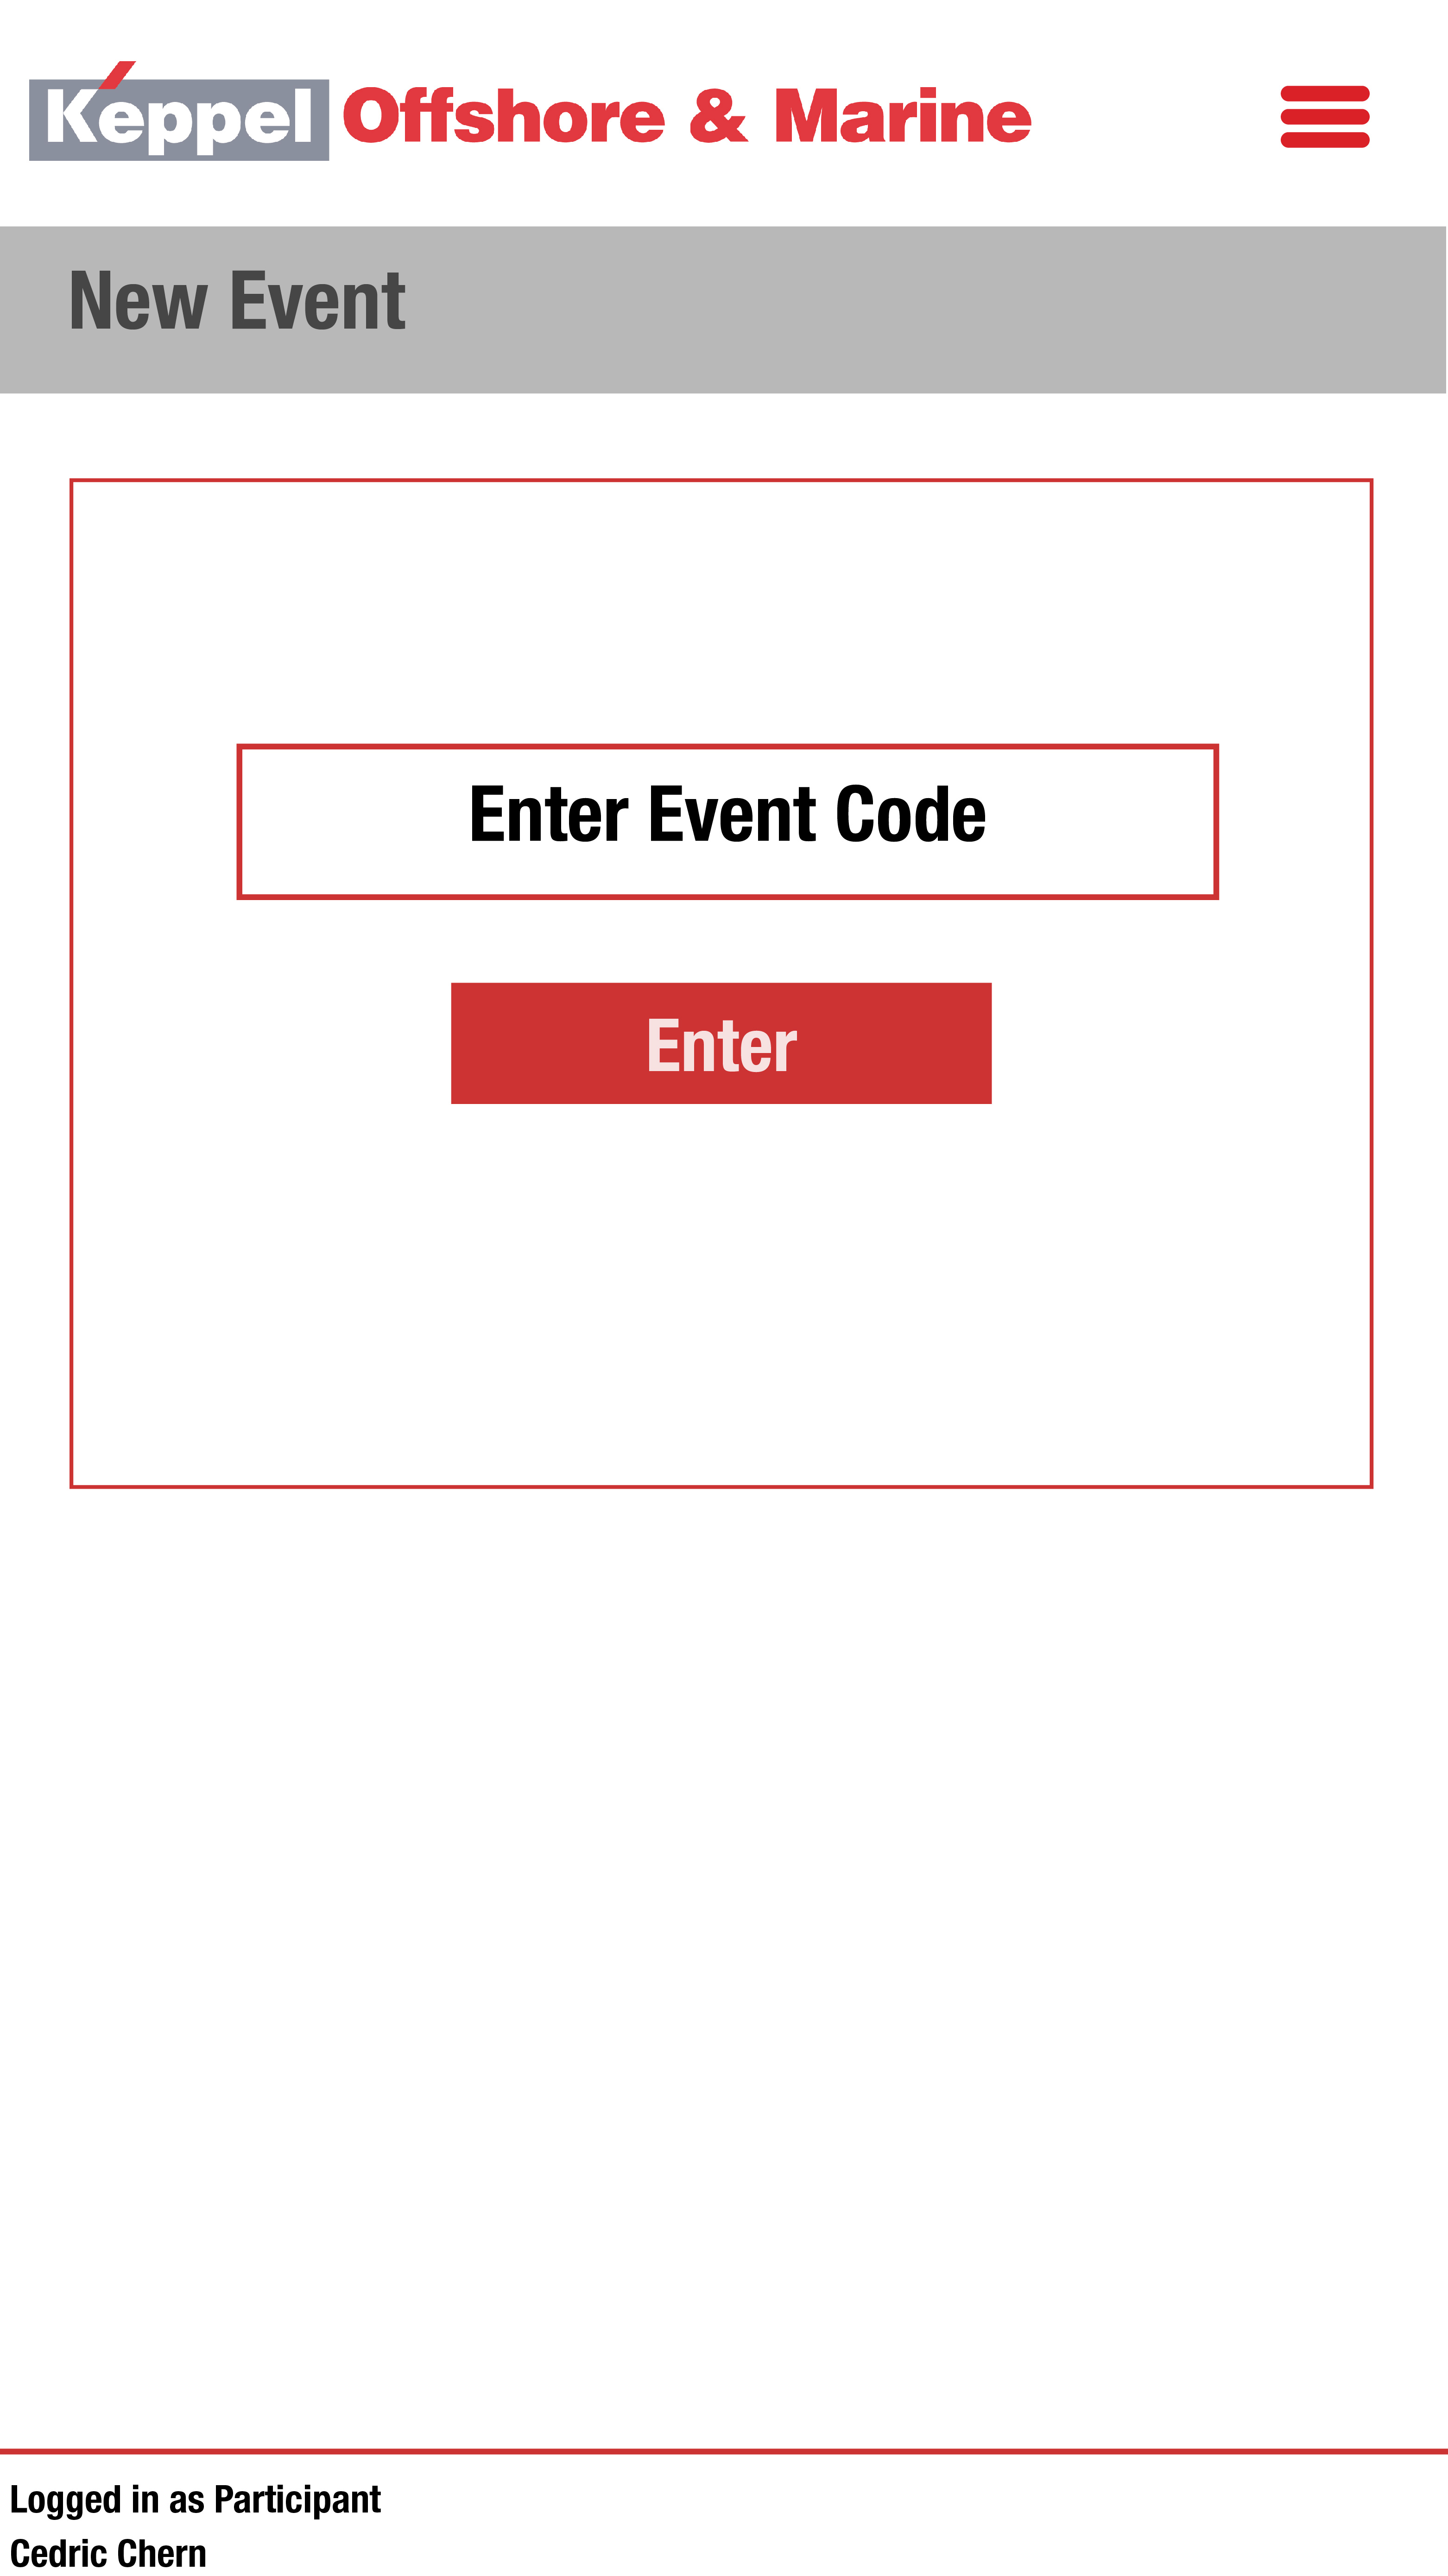 Keppel Offshore & Marine
New Event
Enter Event Code
Enter
Logged in as Participant
Cedric Chern